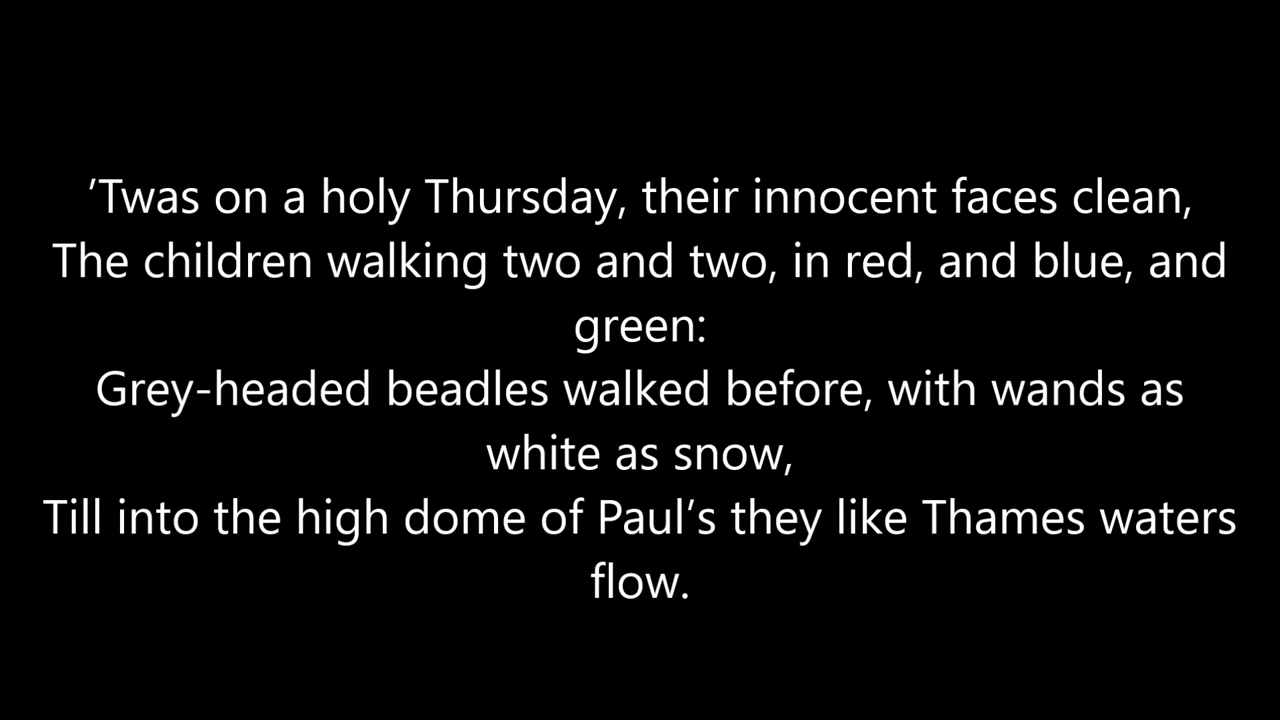 ’Twas on a holy Thursday, their innocent faces clean,
The children walking two and two, in red, and blue, and
green:
Grey-headed beadles walked before, with wands as
white as snow,
Till into the high dome of Paul’s they like Thames waters
flow.